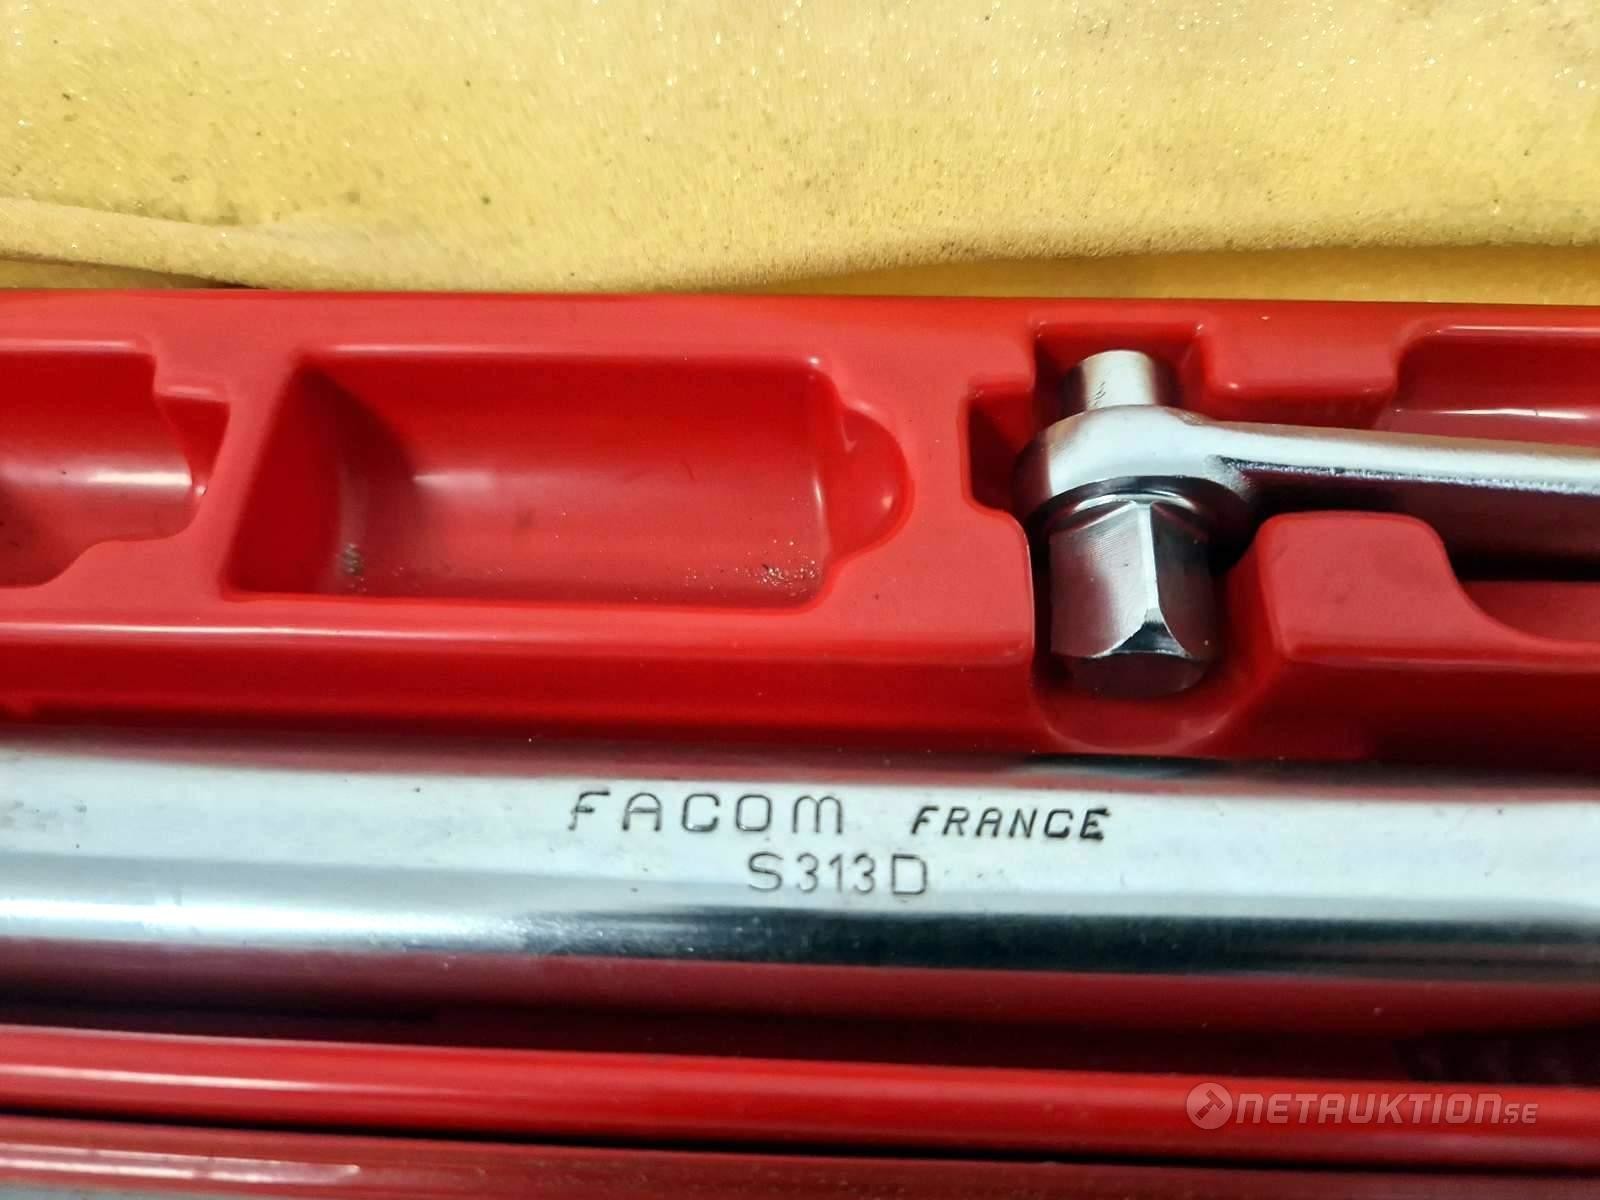 FACOM FRANCE
S313D
NETAUKTION.SE